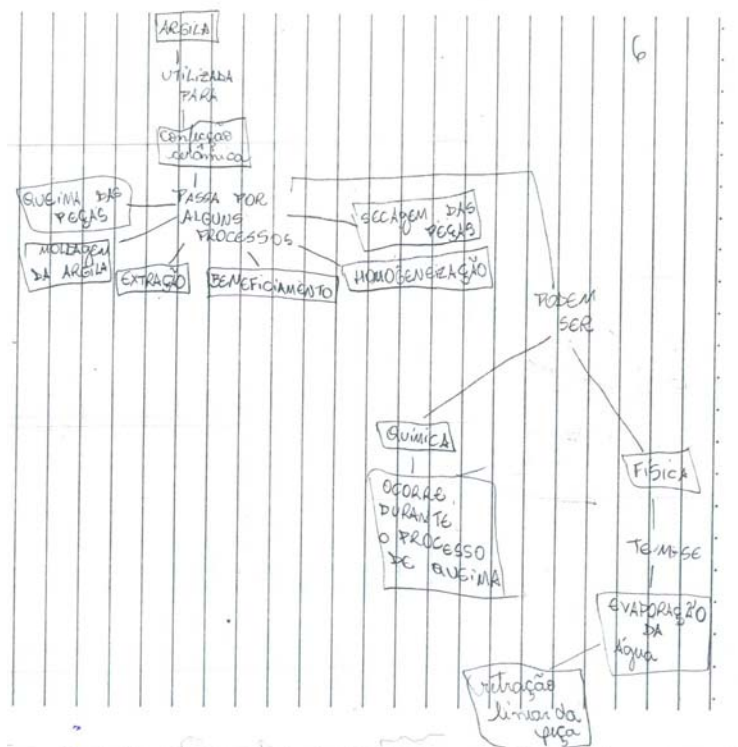 ARGILA
6
UTILIZADA
PARA
Confecção
cerâmica
QUEIMA DAS
PEÇAS
PASSA POR
ALGUNS
PROCESSOS
SECAGEM DAS
PEÇAS
MOLDAGEM
DA ARGILA
EXTRAÇÃO
BENEFICIAMENTO
HOMOGENEIZAÇÃO
PODEM
SER
QUÍMICA
FÍSICA
OCORRE
DURANTE
O PROCESSO
DE QUEIMA
TEM-SE
EVAPORAÇÃO
DA
Água
retração
linear da
peça